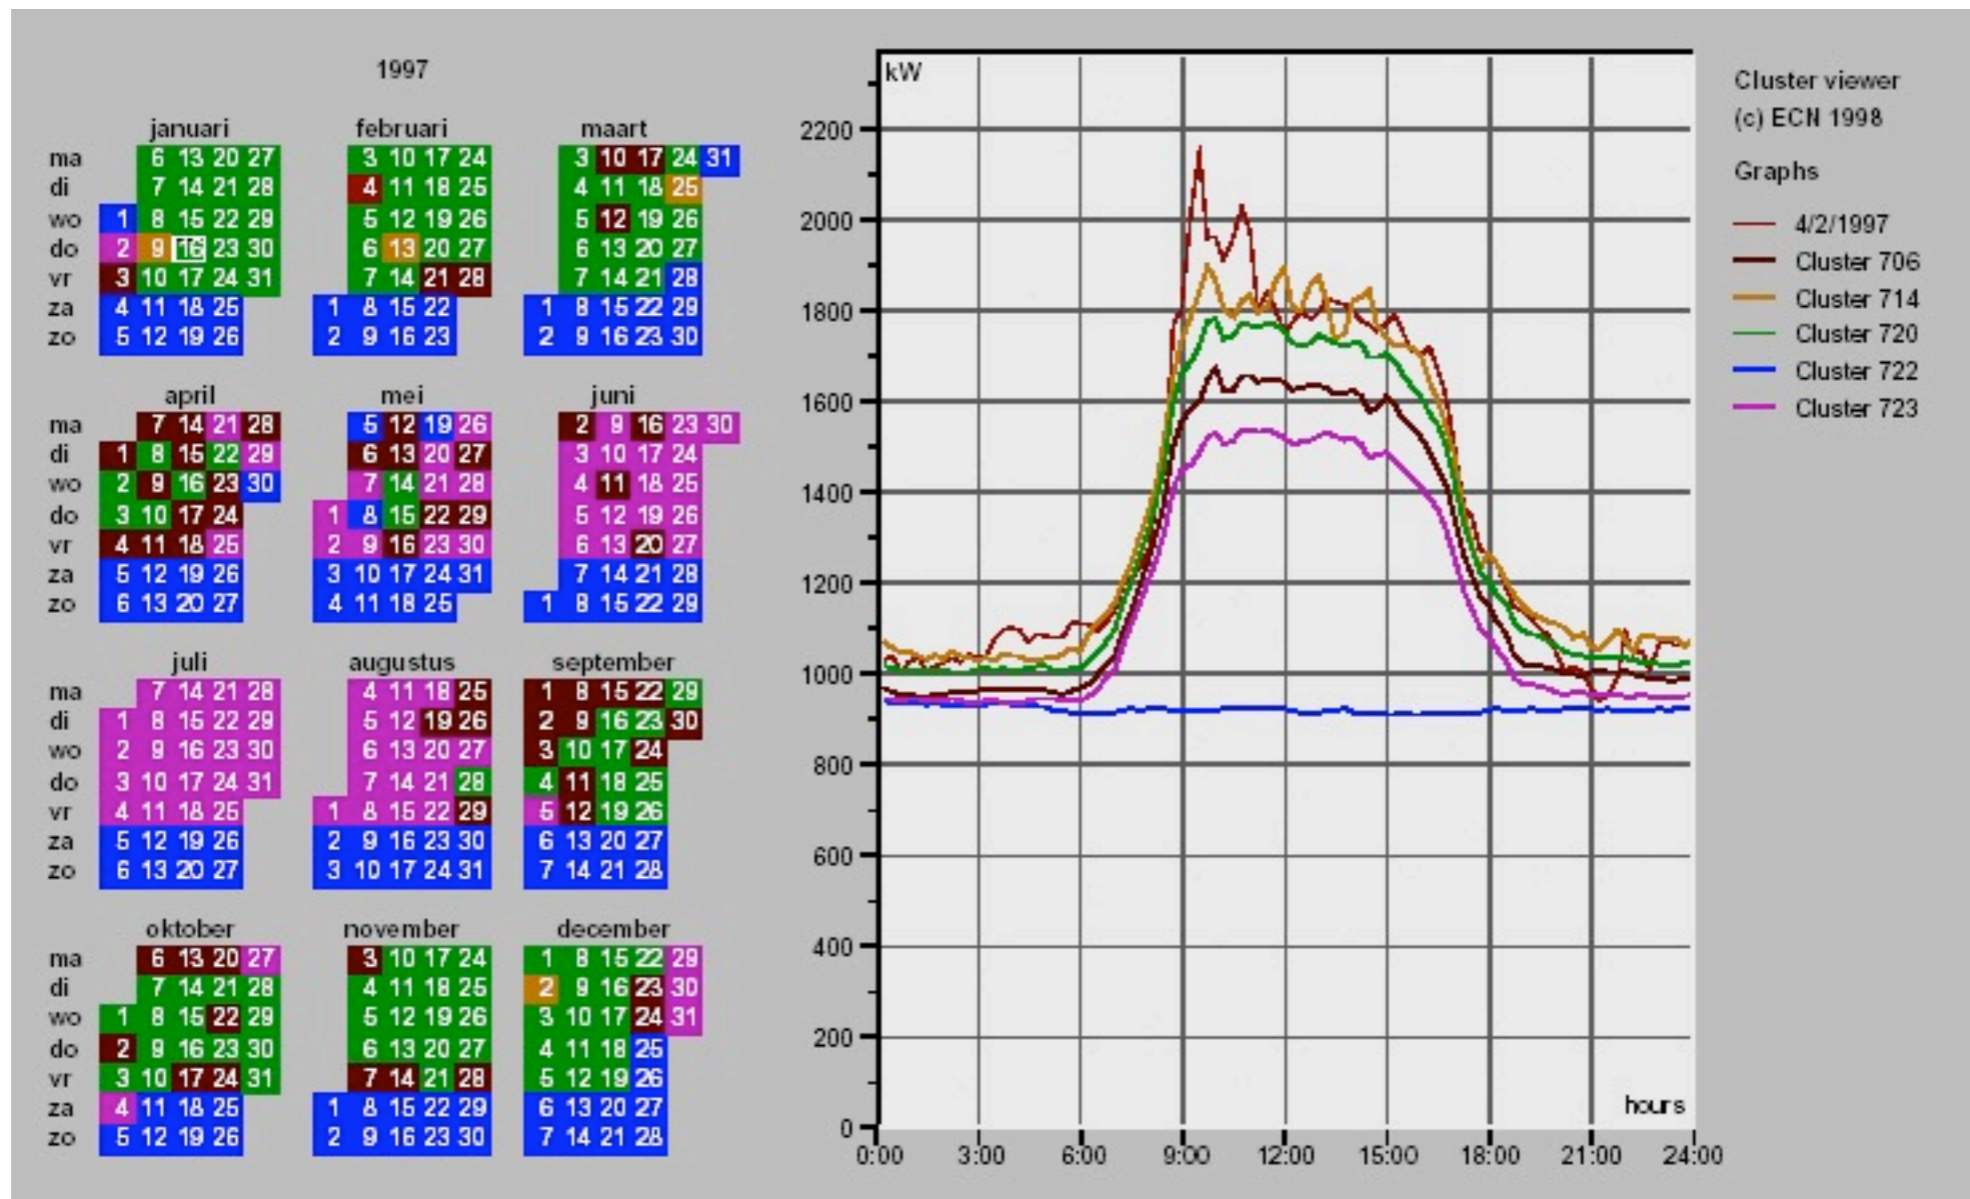 1997
januari februari maart
ma 6 13 20 27 3 10 17 24 3 10 17 24 31
di 7 14 21 28 4 11 18 25 4 11 18 25
wo 1 8 15 22 29 5 12 19 26 5 12 19 26
do 2 9 16 23 30 6 13 20 27 6 13 20 27
vr 3 10 17 24 31 7 14 21 28 7 14 21 28
za 4 11 18 25 1 8 15 22 1 8 15 22 29
zo 5 12 19 26 2 9 16 23 2 9 16 23 30
april mei juni
ma 7 14 21 28 5 12 19 26 2 9 16 23 30
di 1 8 15 22 29 6 13 20 27 3 10 17 24
wo 2 9 16 23 30 7 14 21 28 4 11 18 25
do 3 10 17 24 1 8 15 22 29 5 12 19 26
vr 4 11 18 25 2 9 16 23 30 6 13 20 27
za 5 12 19 26 3 10 17 24 31 7 14 21 28
zo 6 13 20 27 4 11 18 25 1 8 15 22 29
juli augustus september
ma 7 14 21 28 4 11 18 25 1 8 15 22 29
di 1 8 15 22 29 5 12 19 26 2 9 16 23 30
wo 2 9 16 23 30 6 13 20 27 3 10 17 24
do 3 10 17 24 31 7 14 21 28 4 11 18 25
vr 4 11 18 25 1 8 15 22 29 5 12 19 26
za 5 12 19 26 2 9 16 23 30 6 13 20 27
zo 6 13 20 27 3 10 17 24 31 7 14 21 28
oktober november december
ma 6 13 20 27 3 10 17 24 1 8 15 22 29
di 7 14 21 28 4 11 18 25 2 9 16 23 30
wo 1 8 15 22 29 5 12 19 26 3 10 17 24 31
do 2 9 16 23 30 6 13 20 27 4 11 18 25
vr 3 10 17 24 31 7 14 21 28 5 12 19 26
za 4 11 18 25 1 8 15 22 29 6 13 20 27
zo 5 12 19 26 2 9 16 23 30 7 14 21 28
kW
2200
2000
1800
1600
1400
1200
1000
800
600
400
200
0
hours
0:00 3:00 6:00 9:00 12:00 15:00 18:00 21:00 24:00
Cluster viewer
(c) ECN 1998
Graphs
4/2/1997
Cluster 706
Cluster 714
Cluster 720
Cluster 722
Cluster 723